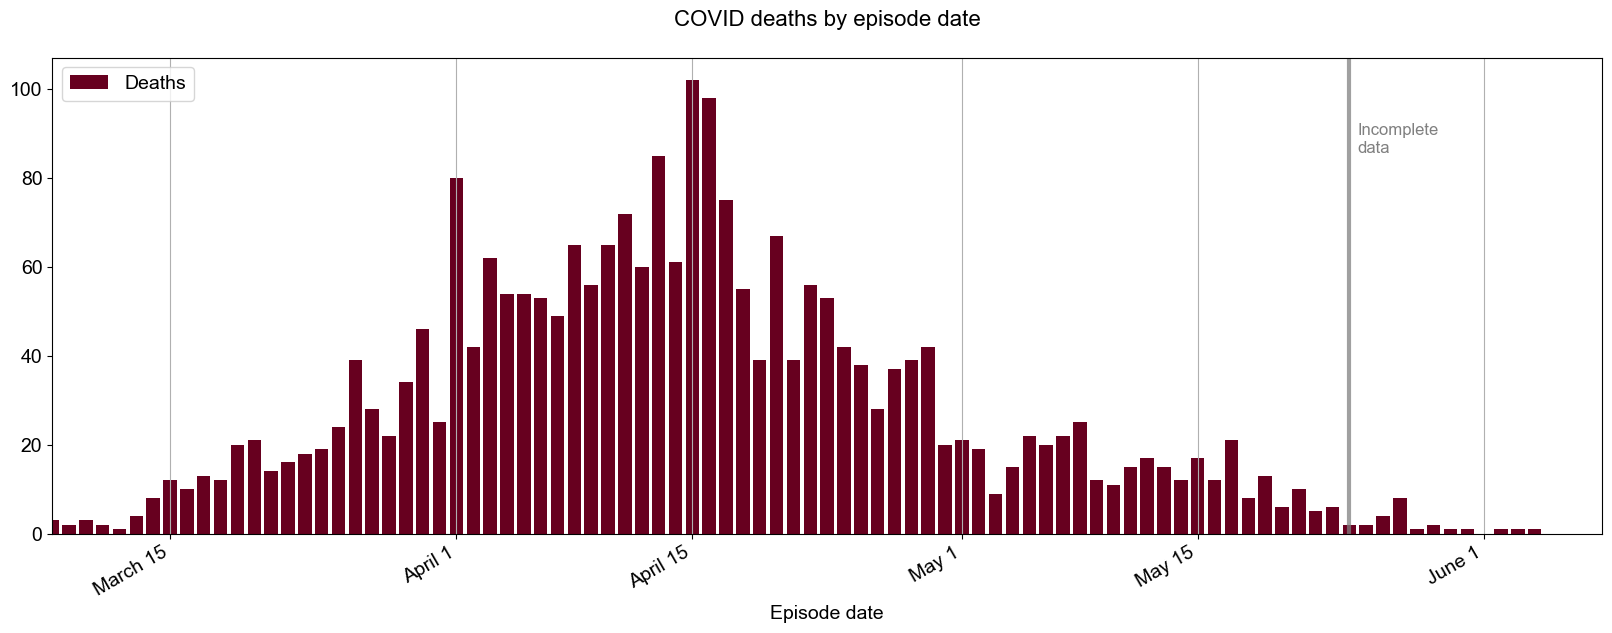 COVID deaths by episode date
Deaths
100
80
60
40
20
0
Incomplete
data
March 15
April 1
April 15
May 1
May 15
June 1
Episode date